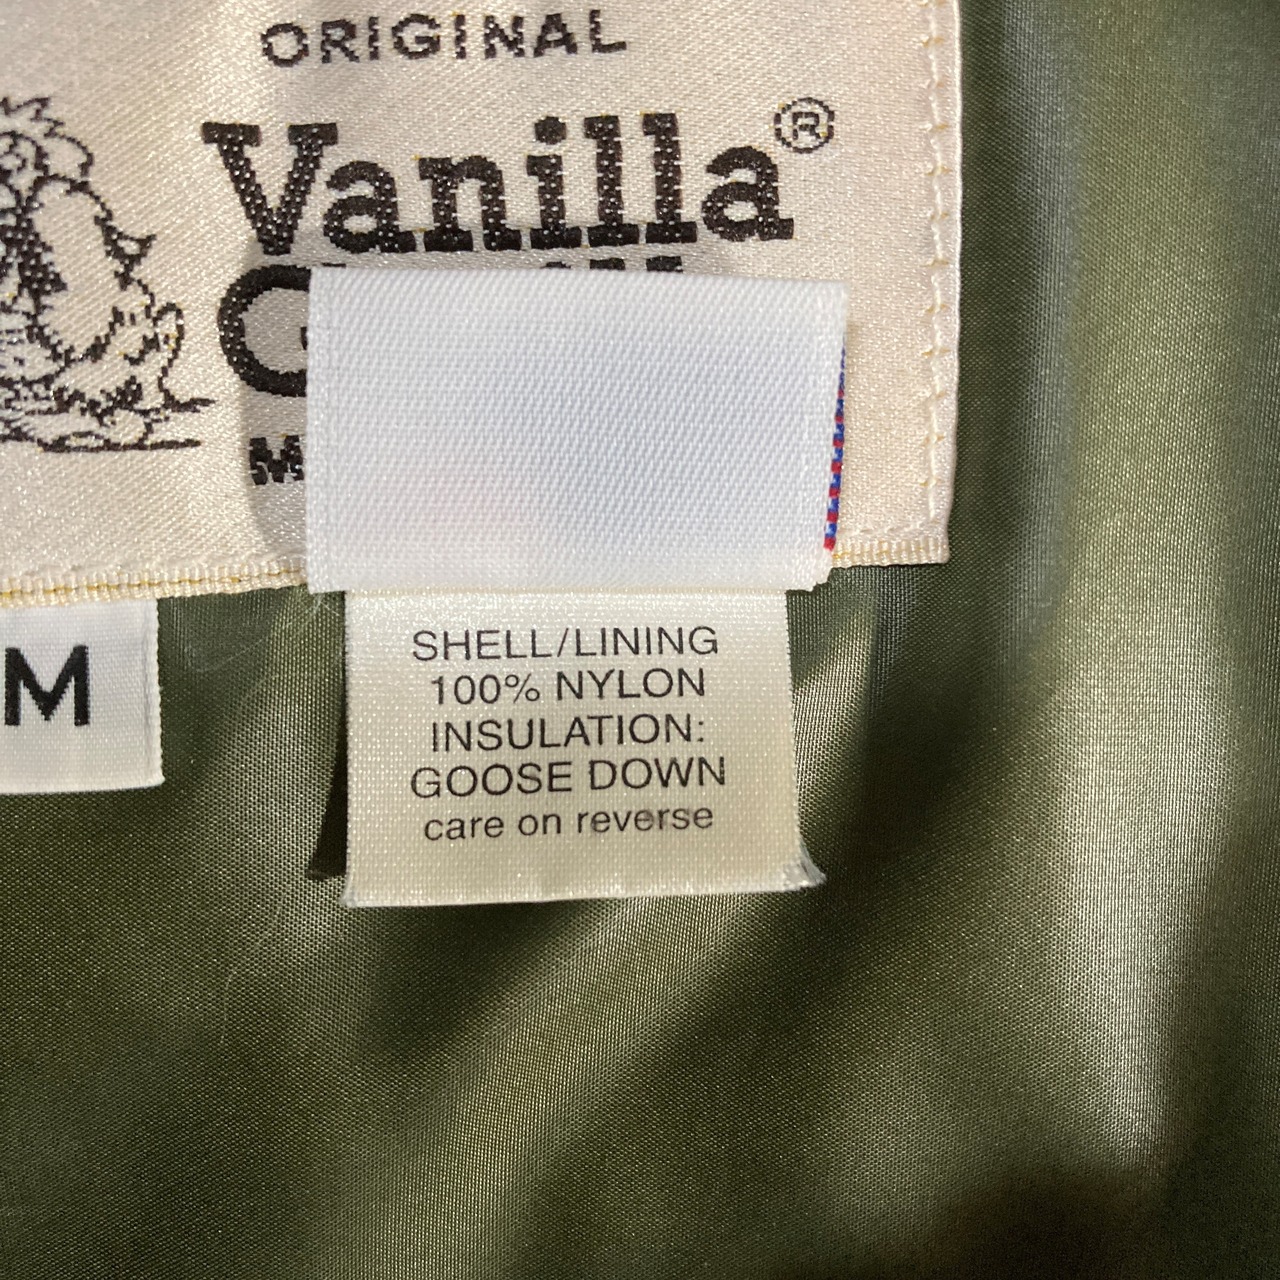 ORIGINAL
Vanilla®
M
SHELL/LINING
100% NYLON
INSULATION:
GOOSE DOWN
care on reverse